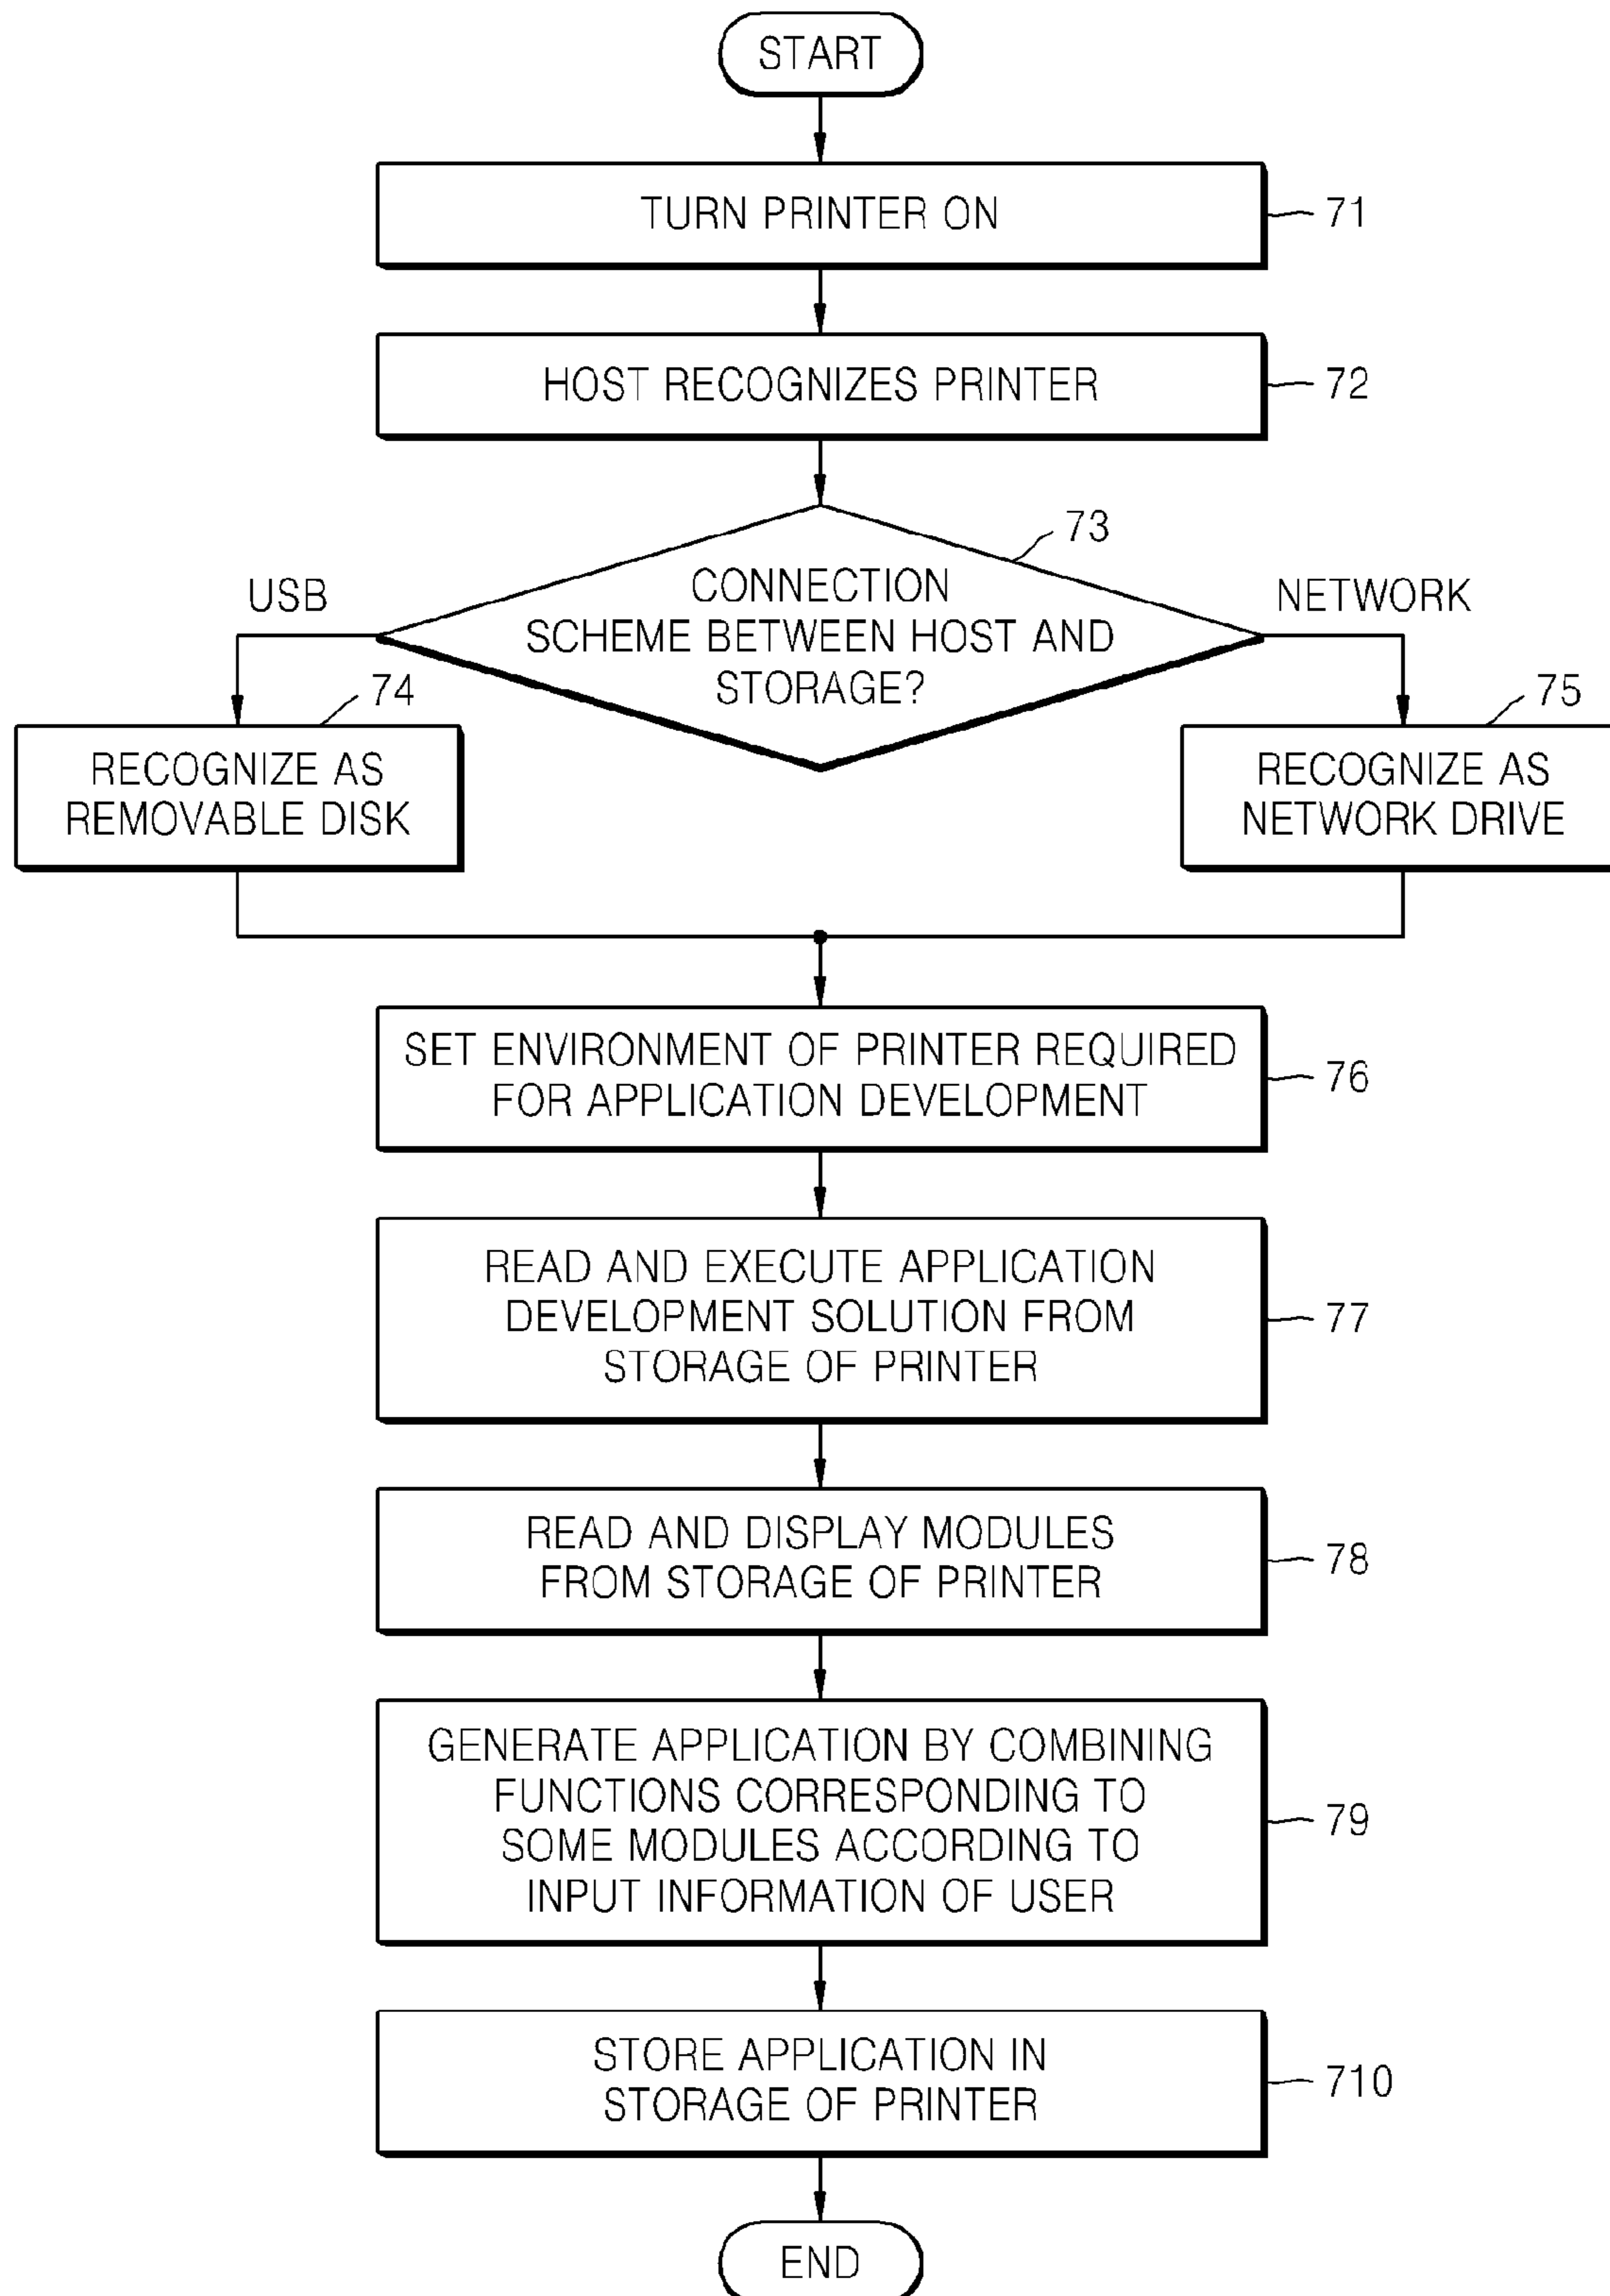 START
TURN PRINTER ON
71
HOST RECOGNIZES PRINTER
72
73
CONNECTION
SCHEME BETWEEN HOST AND
STORAGE?
USB
NETWORK
74
RECOGNIZE AS
REMOVABLE DISK
75
RECOGNIZE AS
NETWORK DRIVE
SET ENVIRONMENT OF PRINTER REQUIRED
FOR APPLICATION DEVELOPMENT
76
READ AND EXECUTE APPLICATION
DEVELOPMENT SOLUTION FROM
STORAGE OF PRINTER
77
READ AND DISPLAY MODULES
FROM STORAGE OF PRINTER
78
GENERATE APPLICATION BY COMBINING
FUNCTIONS CORRESPONDING TO
SOME MODULES ACCORDING TO
INPUT INFORMATION OF USER
79
STORE APPLICATION IN
STORAGE OF PRINTER
710
END